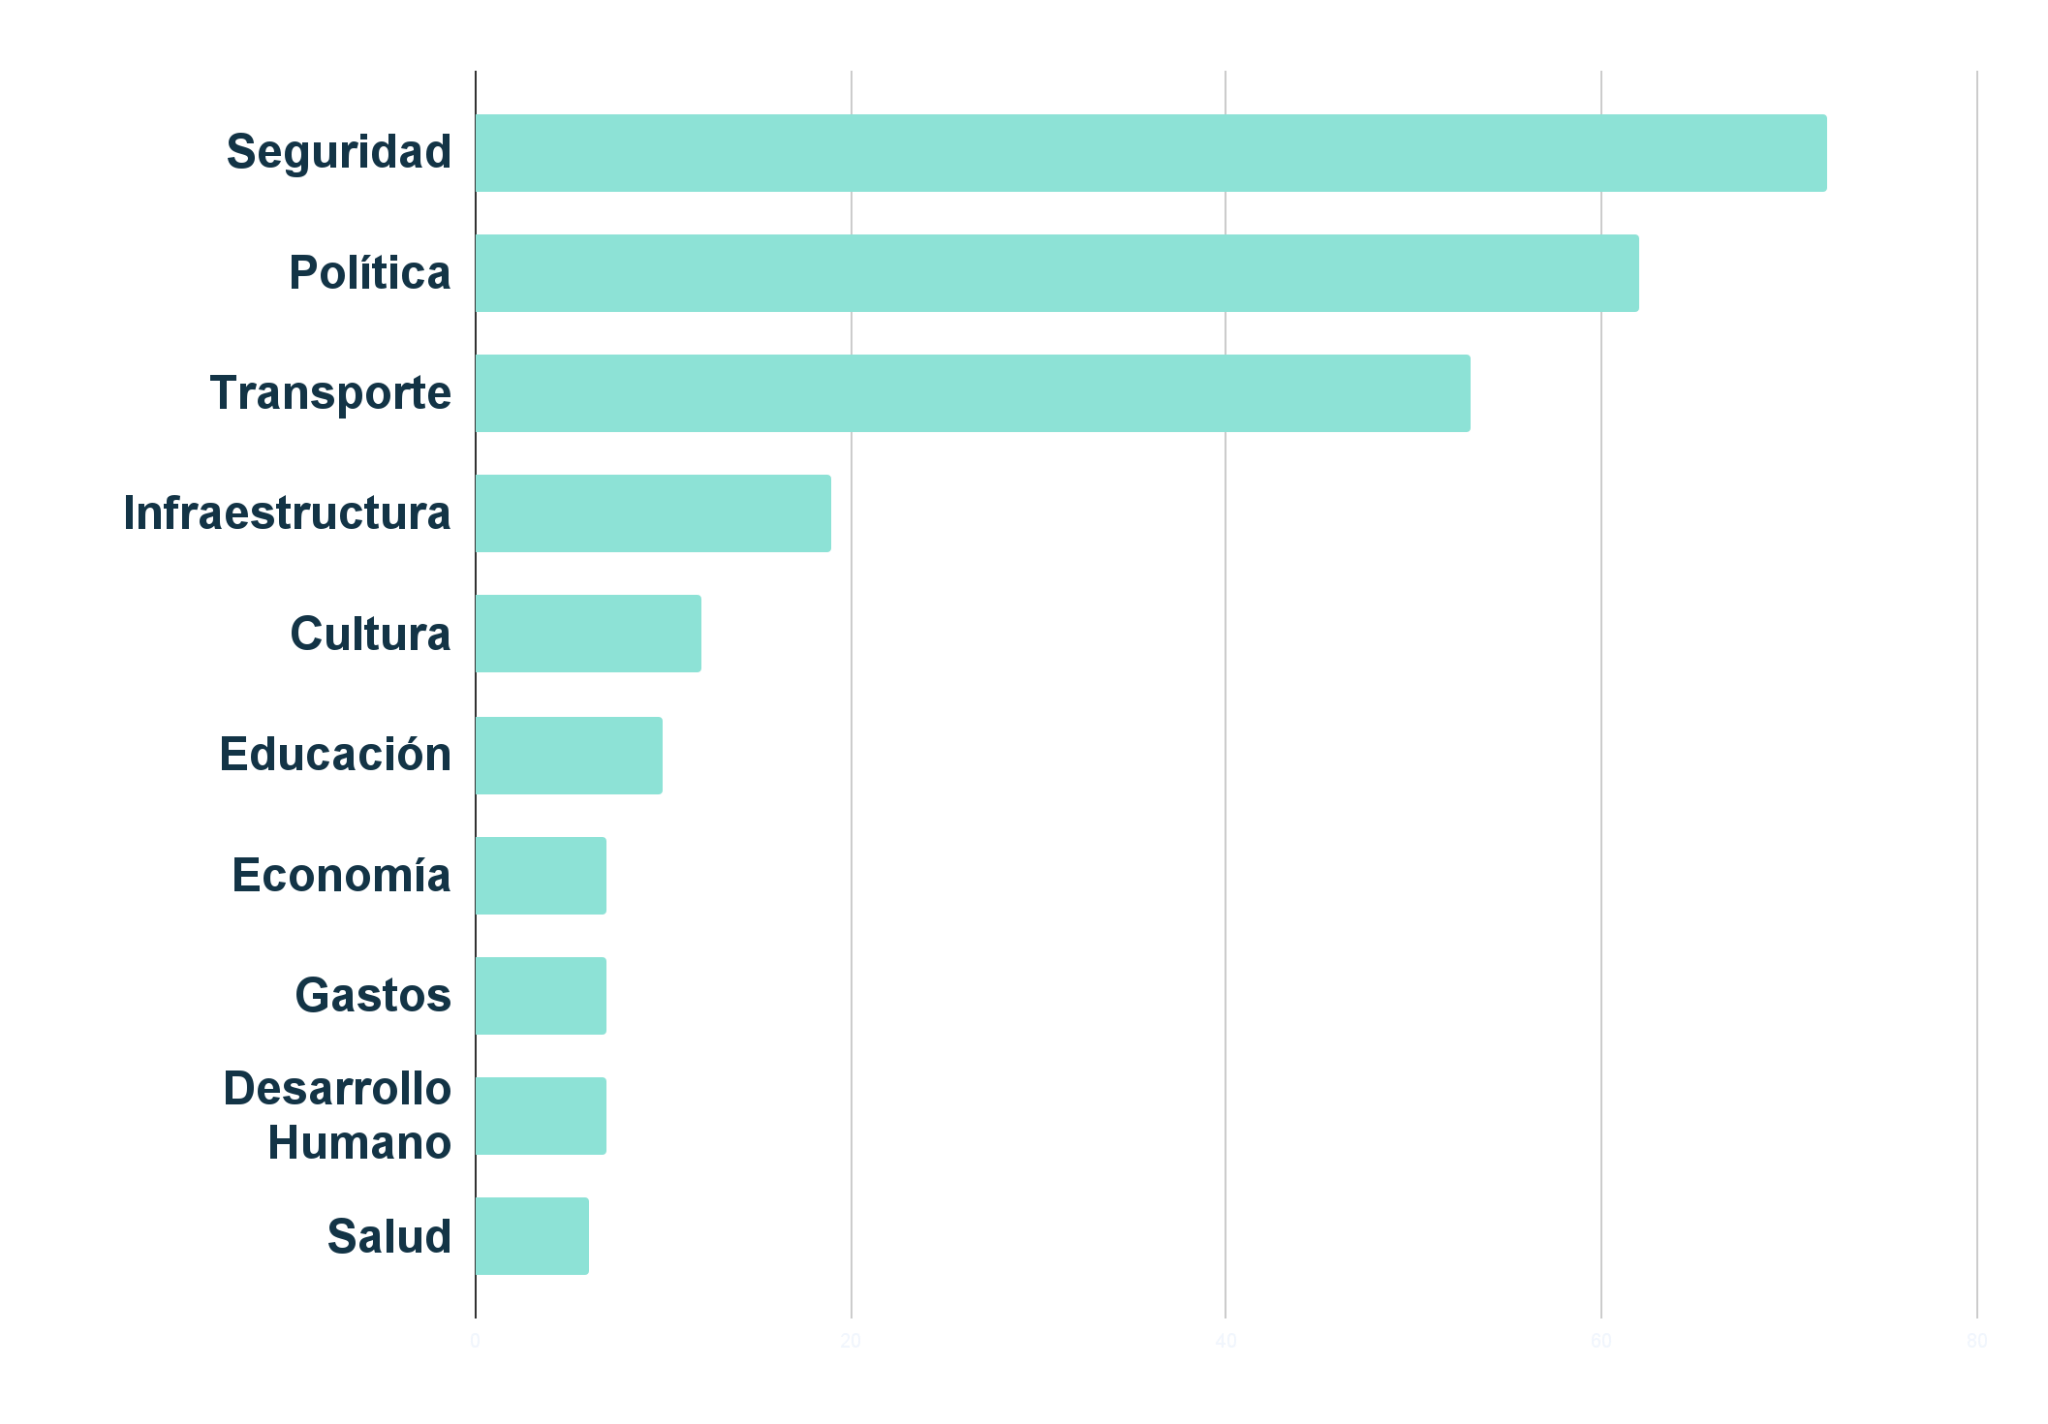 Seguridad
Política
Transporte
Infraestructura
Cultura
Educación
Economía
Gastos
Desarrollo
Humano
Salud
0 20 40 60 80